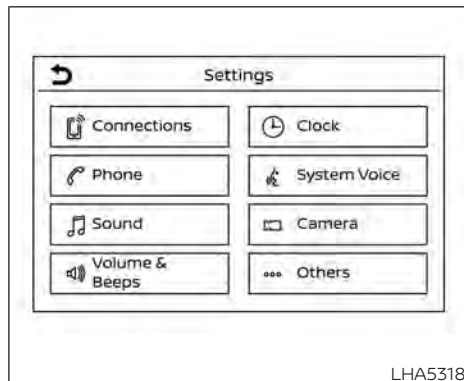 Settings
Connections
Clock
Phone
System Voice
Sound
Camera
Volume &
Beeps
Others
LHA5318